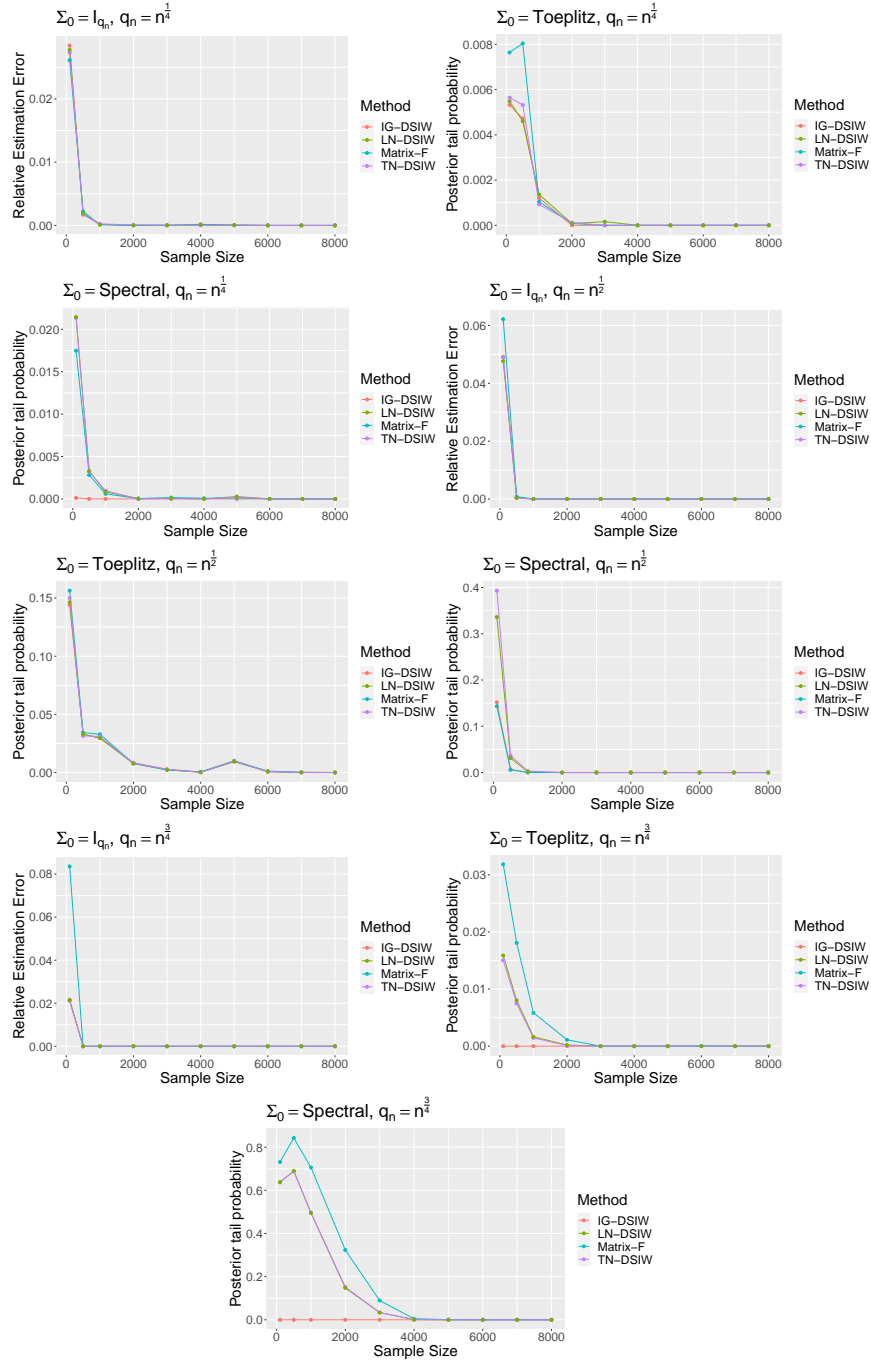 Σ₀ = I_{qₙ}, qₙ = n^{1/4}
Relative Estimation Error
0.02
0.01
0.00
0 2000 4000 6000 8000
Sample Size
Method
IG−DSIW
LN−DSIW
Matrix−F
TN−DSIW
Σ₀ = Toeplitz, qₙ = n^{1/4}
Posterior tail probability
0.008
0.006
0.004
0.002
0.000
0 2000 4000 6000 8000
Sample Size
Method
IG−DSIW
LN−DSIW
Matrix−F
TN−DSIW
Σ₀ = Spectral, qₙ = n^{1/4}
Posterior tail probability
0.020
0.015
0.010
0.005
0.000
0 2000 4000 6000 8000
Sample Size
Method
IG−DSIW
LN−DSIW
Matrix−F
TN−DSIW
Σ₀ = I_{qₙ}, qₙ = n^{1/2}
Relative Estimation Error
0.06
0.04
0.02
0.00
0 2000 4000 6000 8000
Sample Size
Method
IG−DSIW
LN−DSIW
Matrix−F
TN−DSIW
Σ₀ = Toeplitz, qₙ = n^{1/2}
Posterior tail probability
0.15
0.10
0.05
0.00
0 2000 4000 6000 8000
Sample Size
Method
IG−DSIW
LN−DSIW
Matrix−F
TN−DSIW
Σ₀ = Spectral, qₙ = n^{1/2}
Posterior tail probability
0.4
0.3
0.2
0.1
0.0
0 2000 4000 6000 8000
Sample Size
Method
IG−DSIW
LN−DSIW
Matrix−F
TN−DSIW
Σ₀ = I_{qₙ}, qₙ = n^{3/4}
Relative Estimation Error
0.08
0.06
0.04
0.02
0.00
0 2000 4000 6000 8000
Sample Size
Method
IG−DSIW
LN−DSIW
Matrix−F
TN−DSIW
Σ₀ = Toeplitz, qₙ = n^{3/4}
Posterior tail probability
0.03
0.02
0.01
0.00
0 2000 4000 6000 8000
Sample Size
Method
IG−DSIW
LN−DSIW
Matrix−F
TN−DSIW
Σ₀ = Spectral, qₙ = n^{3/4}
Posterior tail probability
0.8
0.6
0.4
0.2
0.0
0 2000 4000 6000 8000
Sample Size
Method
IG−DSIW
LN−DSIW
Matrix−F
TN−DSIW